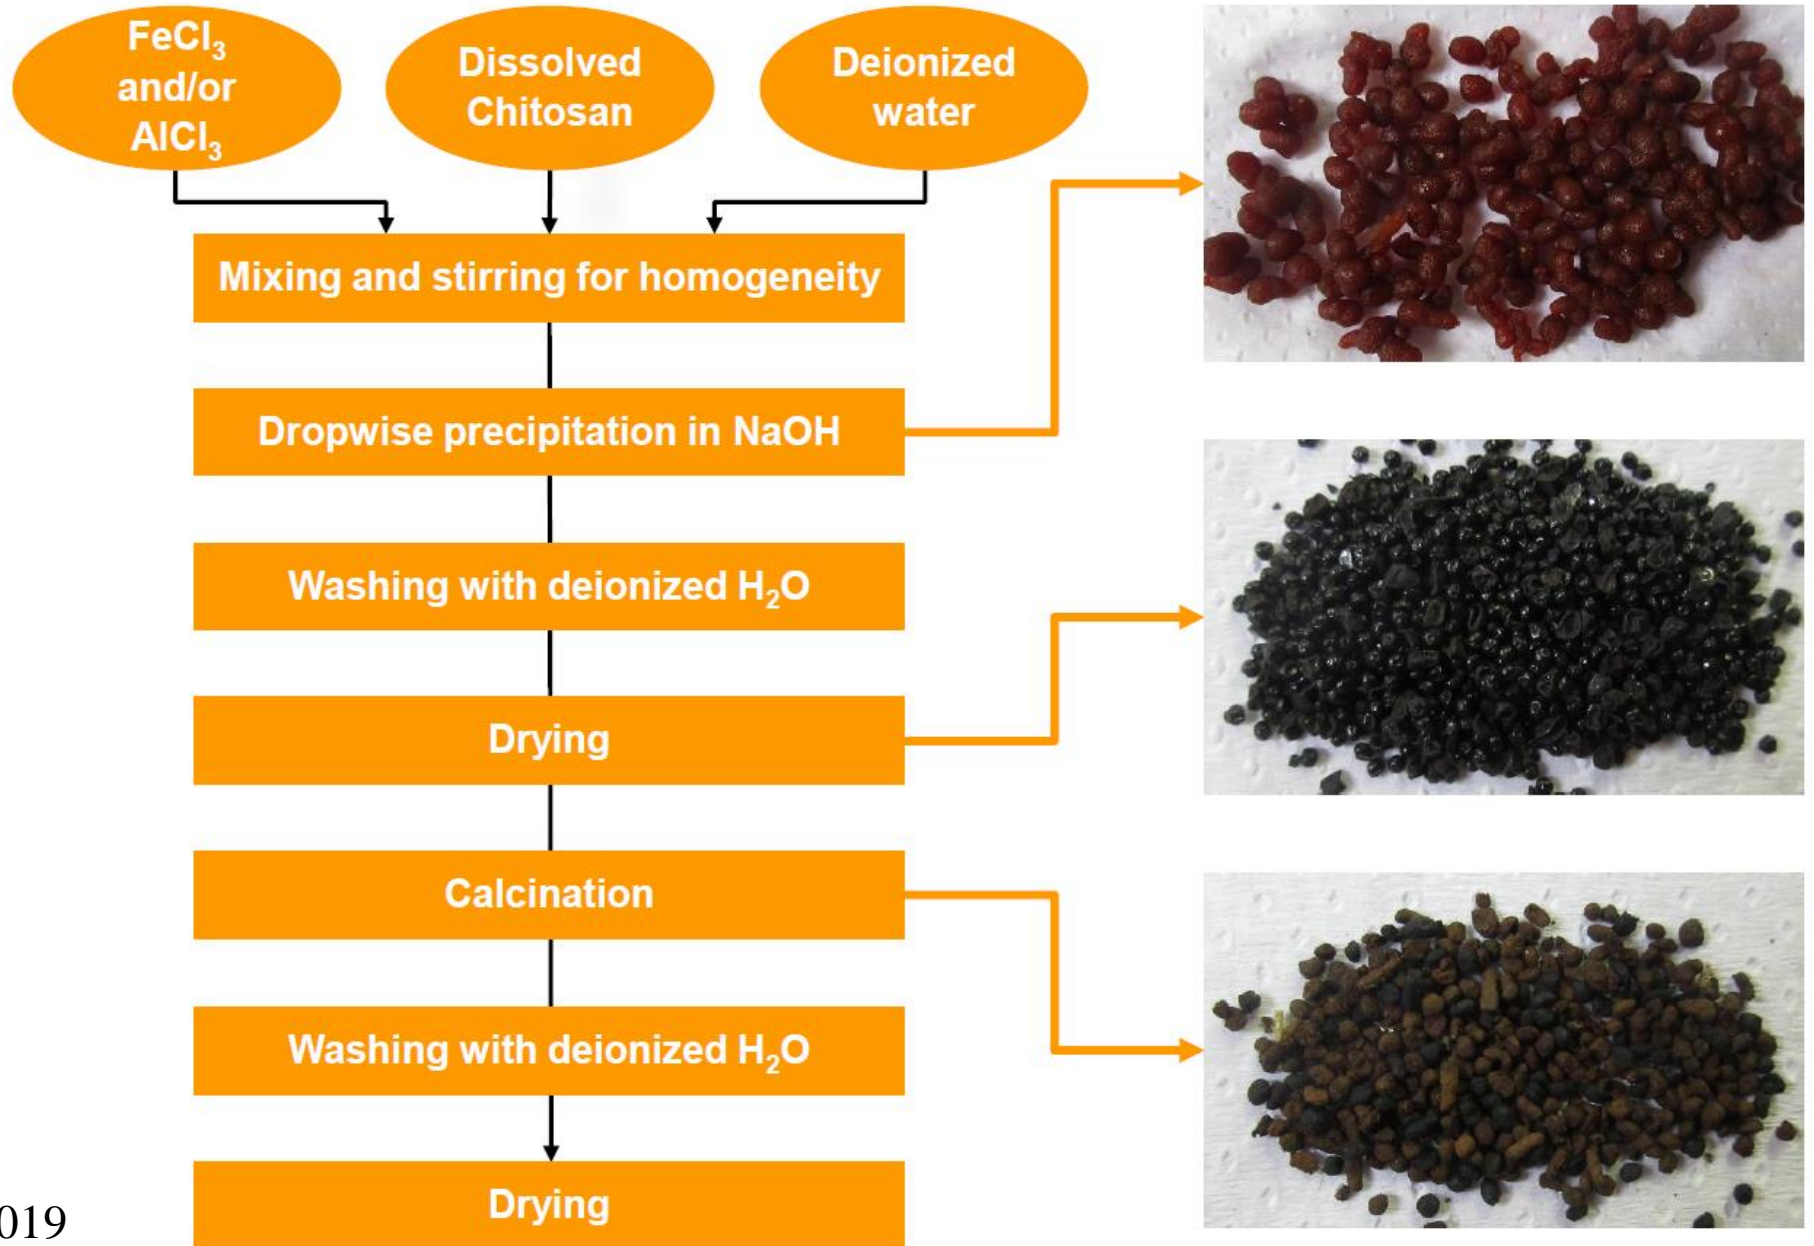 FeCl₃
and/or
AlCl₃
Dissolved
Chitosan
Deionized
water
Mixing and stirring for homogeneity
Dropwise precipitation in NaOH
Washing with deionized H₂O
Drying
Calcination
Washing with deionized H₂O
Drying
019